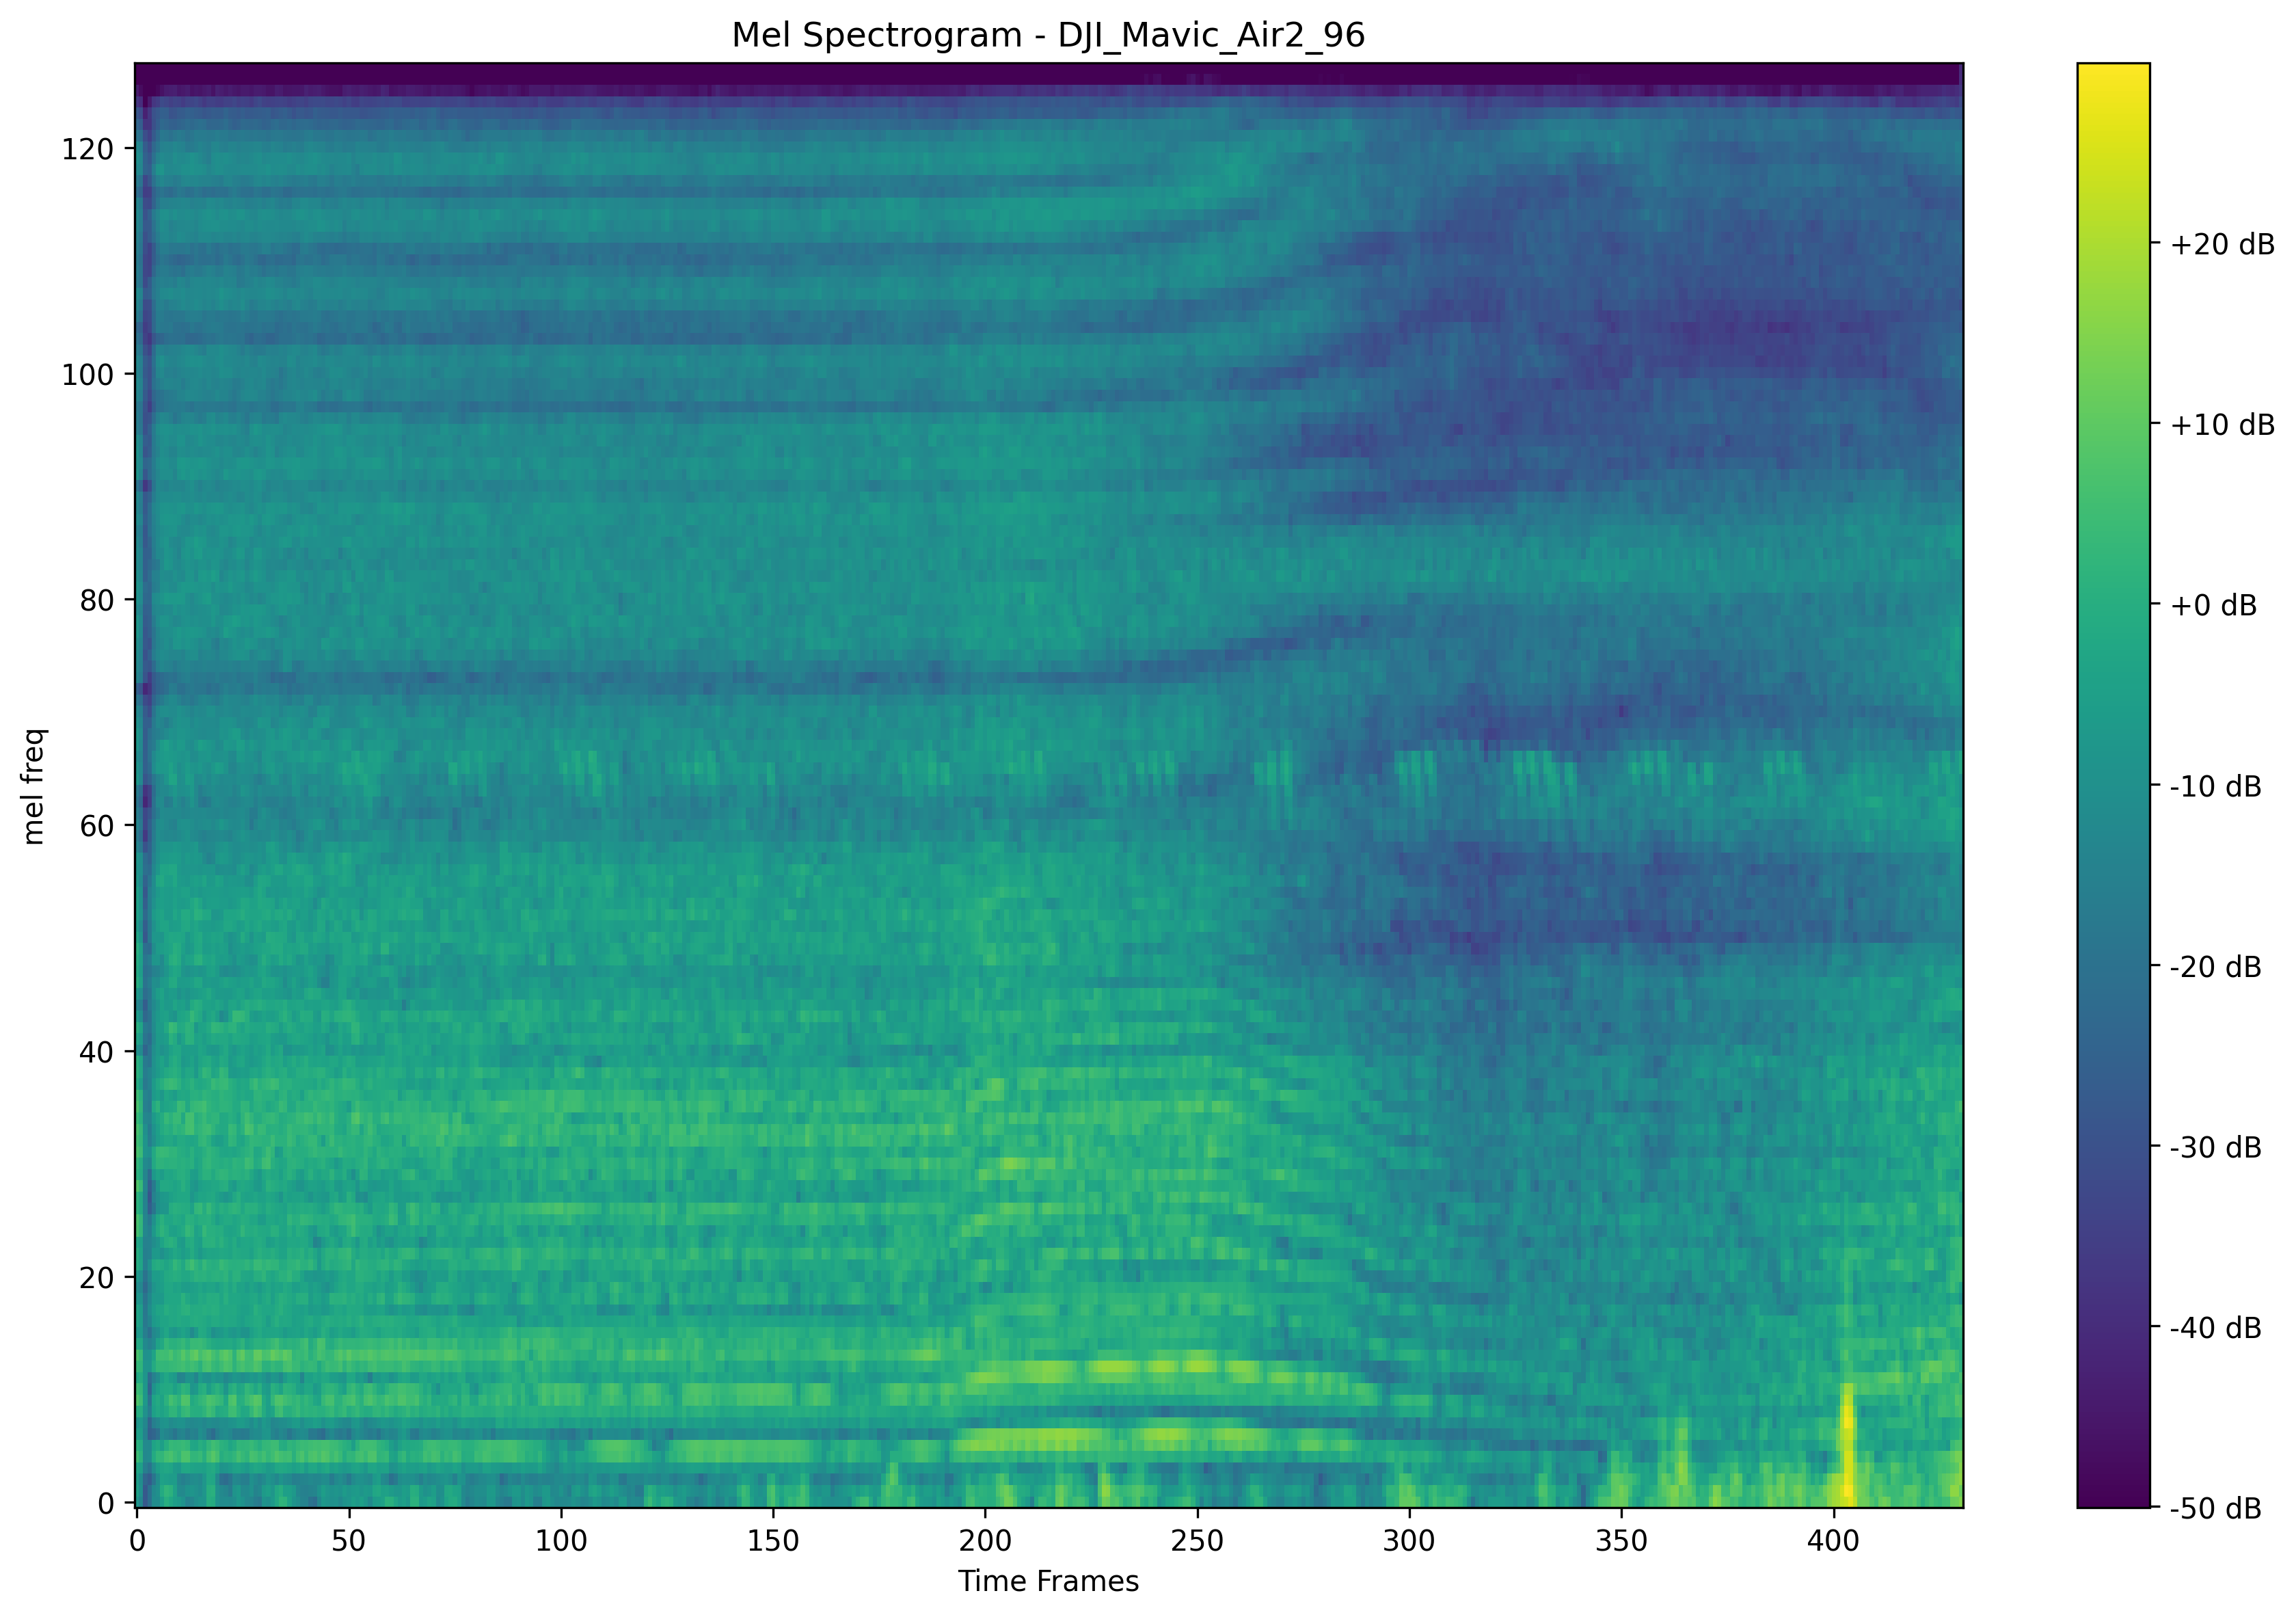 Mel Spectrogram - DJI_Mavic_Air2_96
mel freq
120
100
80
60
40
20
0
0 50 100 150 200 250 300 350 400
Time Frames
+20 dB
+10 dB
+0 dB
-10 dB
-20 dB
-30 dB
-40 dB
-50 dB